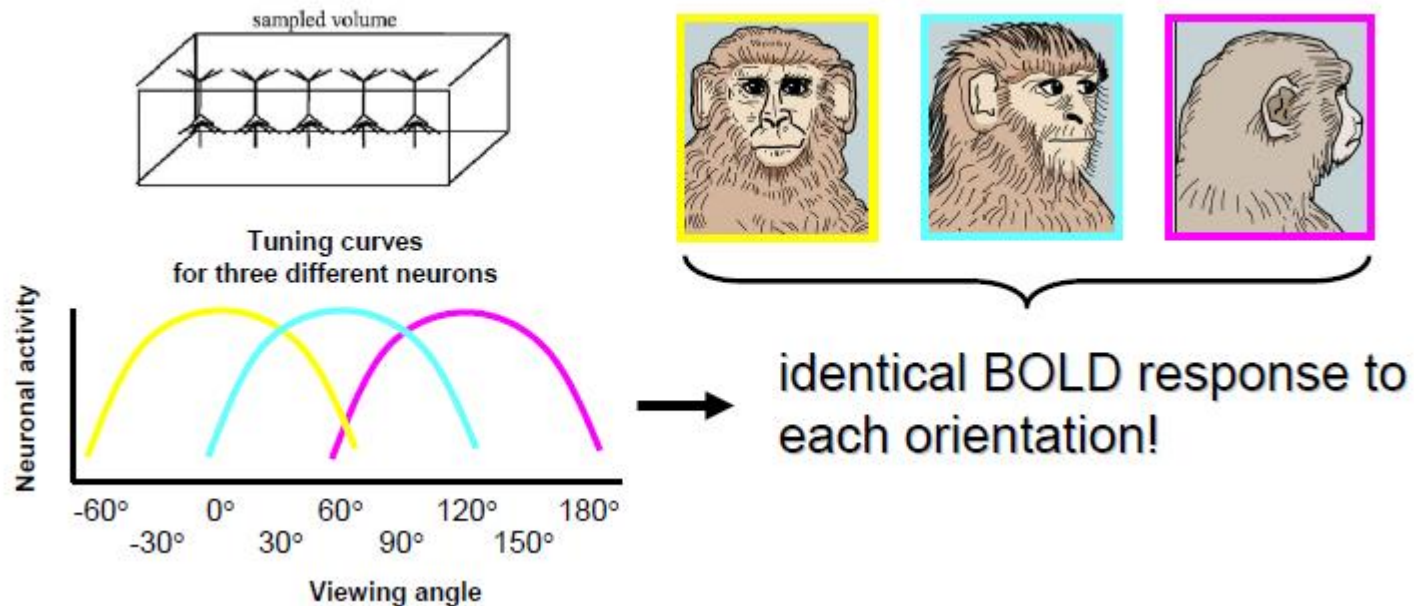 sampled volume
Tuning curves
for three different neurons
Neuronal activity
-60° 0° 60° 120° 180°
-30° 30° 90° 150°
Viewing angle
identical BOLD response to
each orientation!